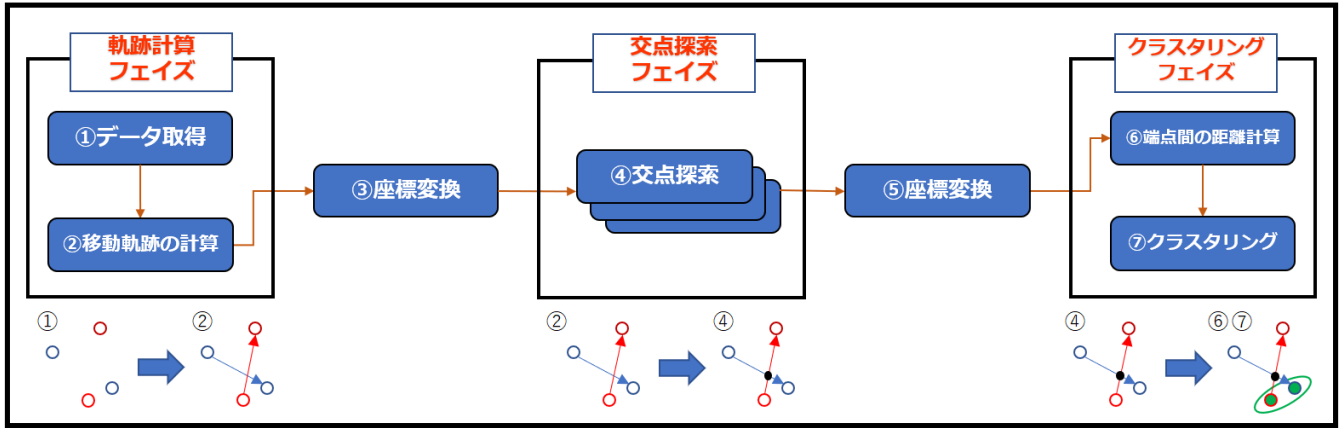 軌跡計算
フェイズ
①データ取得
②移動軌跡の計算
③座標変換
交点探索
フェイズ
④交点探索
⑤座標変換
クラスタリング
フェイズ
⑥端点間の距離計算
⑦クラスタリング
①
②
②
④
④
⑥⑦